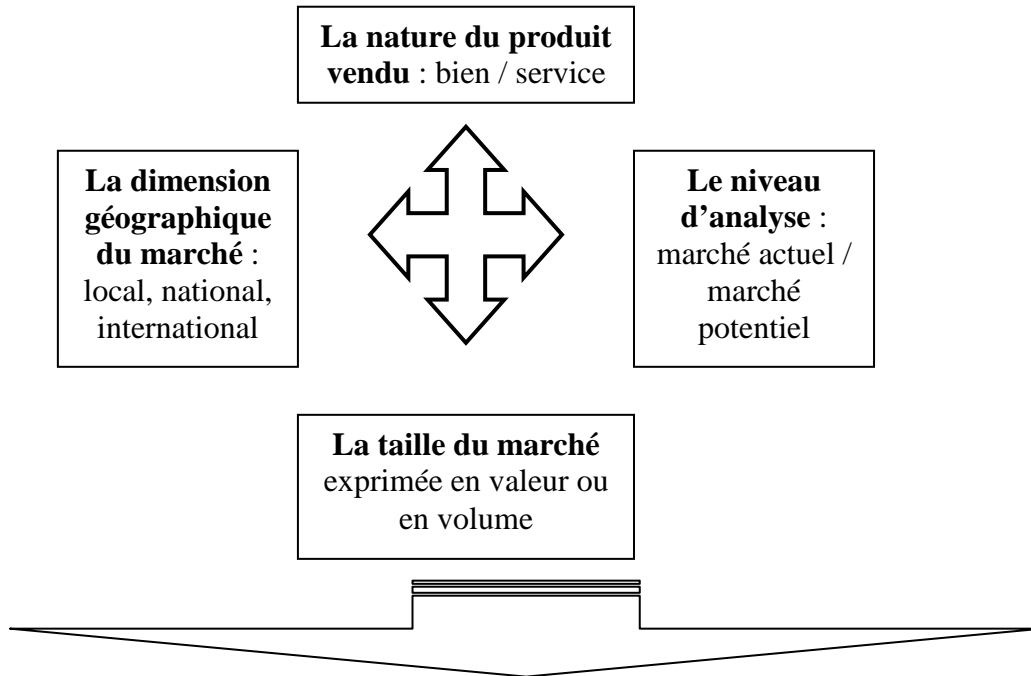 La nature du produit
vendu : bien / service
La dimension
géographique
du marché :
local, national,
international
Le niveau
d’analyse :
marché actuel /
marché
potentiel
La taille du marché
exprimée en valeur ou
en volume